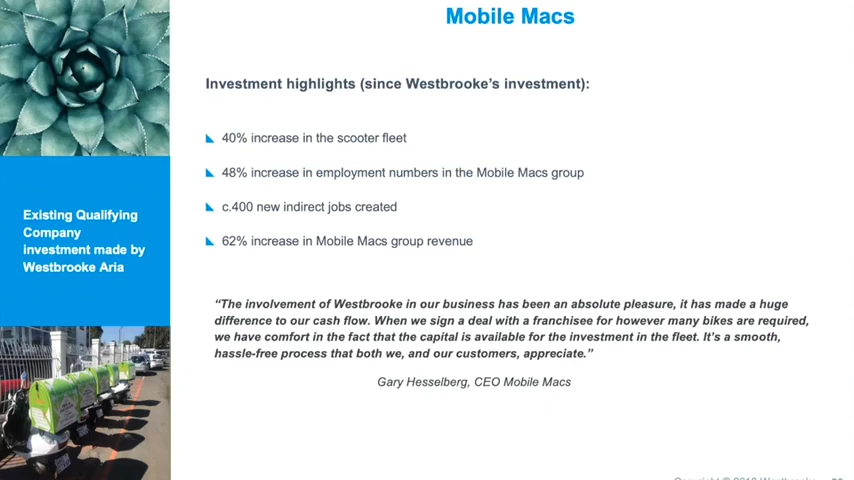 Mobile Macs
Investment highlights (since Westbrooke's investment):
40% increase in the scooter fleet
48% increase in employment numbers in the Mobile Macs group
c.400 new indirect jobs created
62% increase in Mobile Macs group revenue
Existing Qualifying
Company
investment made by
Westbrooke Aria
“The involvement of Westbrooke in our business has been an absolute pleasure, it has made a huge
difference to our cash flow. When we sign a deal with a franchisee for however many bikes are required,
we have comfort in the fact that the capital is available for the investment in the fleet. It's a smooth,
hassle-free process that both we, and our customers, appreciate.”
Gary Hesselberg, CEO Mobile Macs